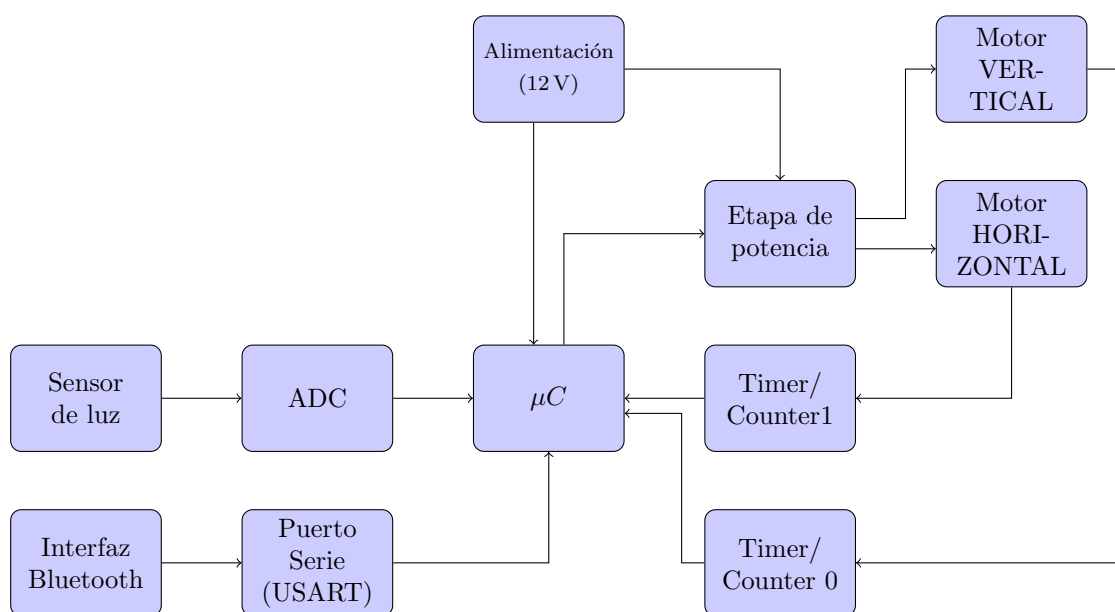 Alimentación
(12 V)
Motor
VER-
TICAL
Etapa de
potencia
Motor
HORI-
ZONTAL
Sensor
de luz
ADC
μC
Timer/
Counter1
Interfaz
Bluetooth
Puerto
Serie
(USART)
Timer/
Counter 0